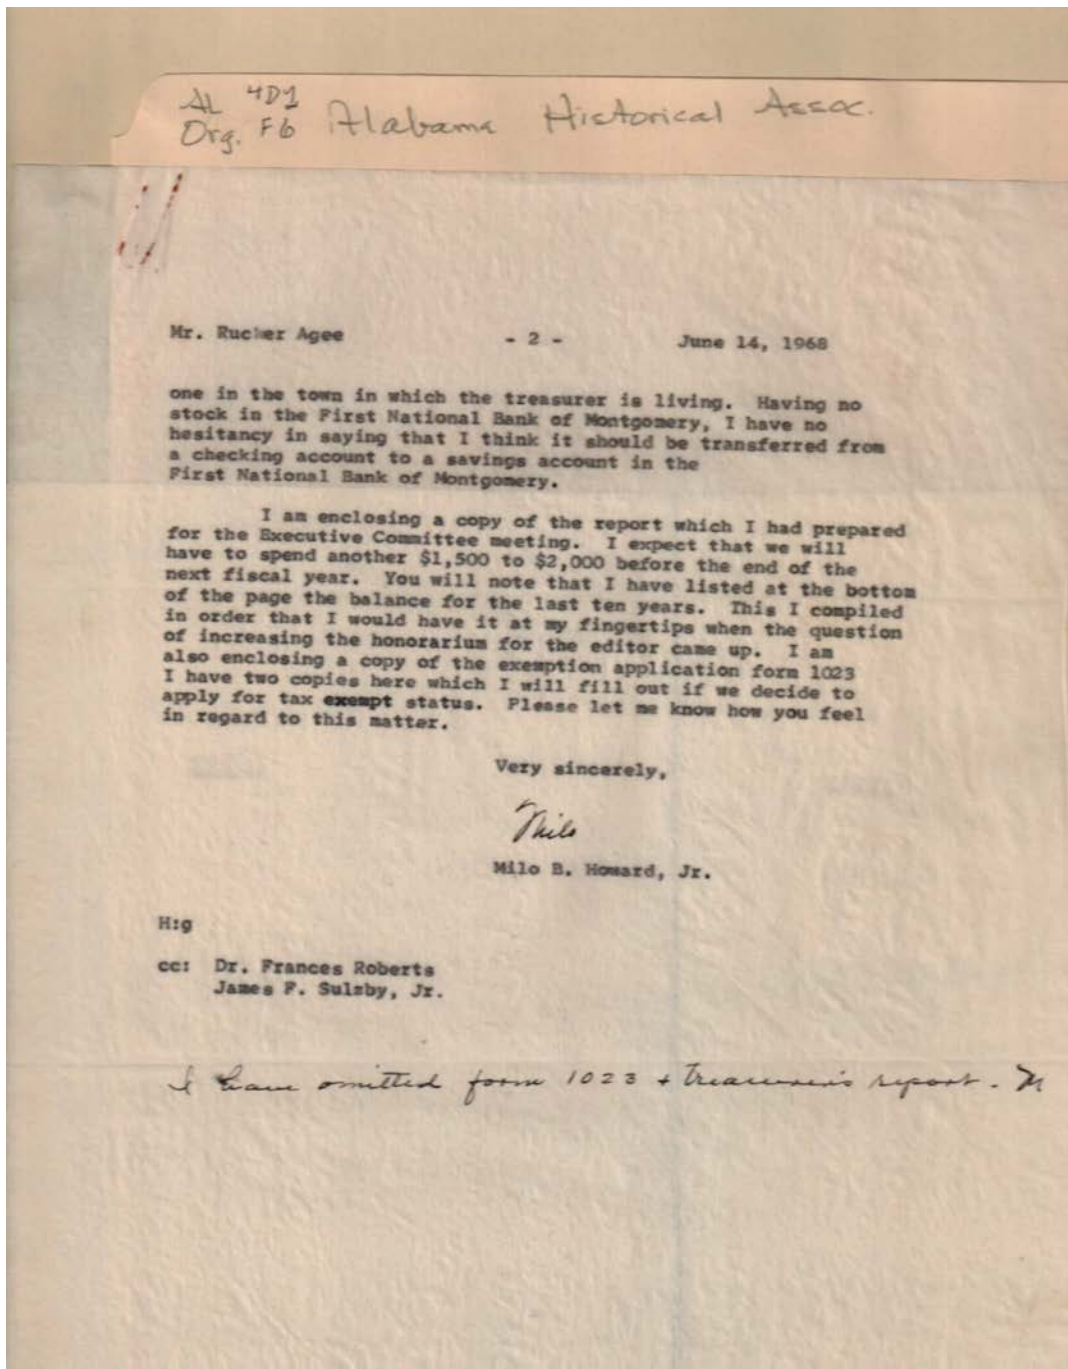 AL 4D1
Org. F6 Alabama Historical Assoc.
Mr. Rucker Agee - 2 - June 14, 1968
one in the town in which the treasurer is living. Having no
stock in the First National Bank of Montgomery, I have no
hesitancy in saying that I think it should be transferred from
a checking account to a savings account in the
First National Bank of Montgomery.
I am enclosing a copy of the report which I had prepared
for the Executive Committee meeting. I expect that we will
have to spend another $1,500 to $2,000 before the end of the
next fiscal year. You will note that I have listed at the bottom
of the page the balance for the last ten years. This I compiled
in order that I would have it at my fingertips when the question
of increasing the honorarium for the editor came up. I am
also enclosing a copy of the exemption application form 1023
I have two copies here which I will fill out if we decide to
apply for tax exempt status. Please let me know how you feel
in regard to this matter.
Very sincerely,
Milo
Milo B. Howard, Jr.
H:g
cc: Dr. Frances Roberts
James F. Sulzby, Jr.
I have omitted form 1023 + treasurer's report. M